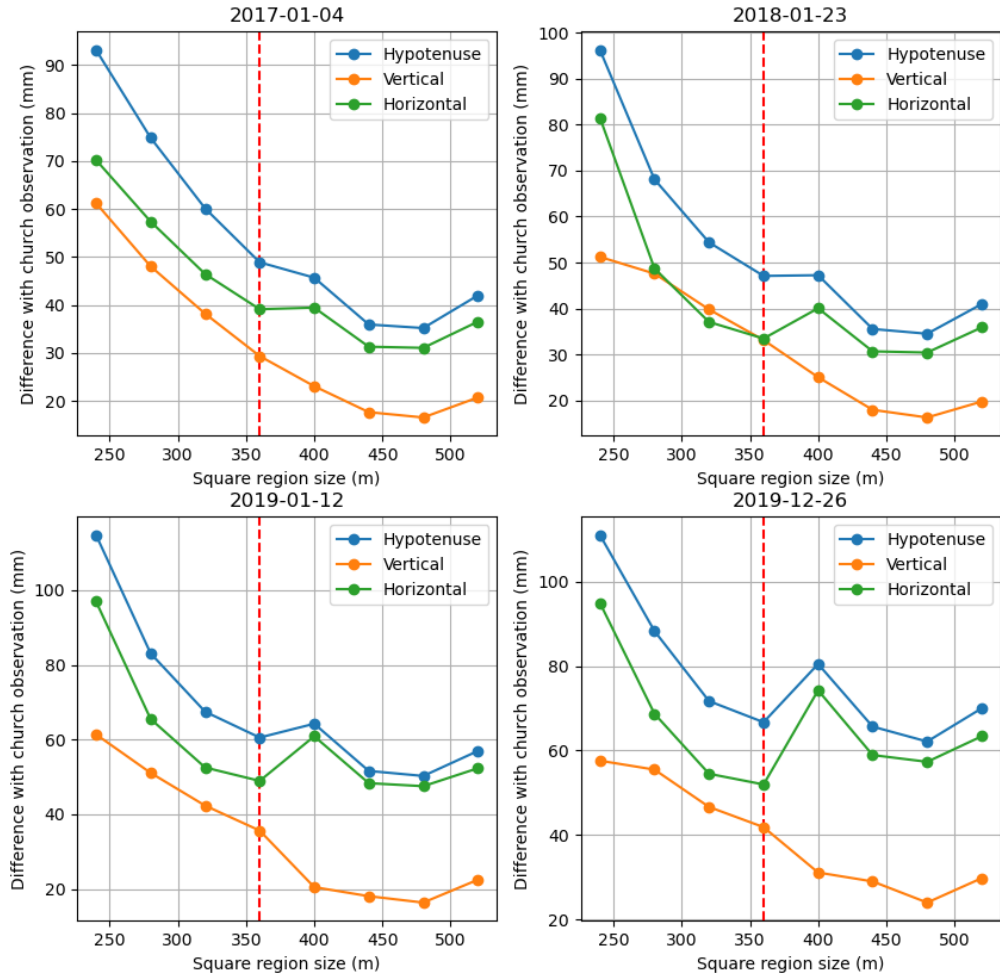 2017-01-04
Difference with church observation (mm)
90
80
70
60
50
40
30
20
Hypotenuse
Vertical
Horizontal
250 300 350 400 450 500
Square region size (m)
2018-01-23
Difference with church observation (mm)
100
90
80
70
60
50
40
30
20
Hypotenuse
Vertical
Horizontal
250 300 350 400 450 500
Square region size (m)
2019-01-12
Difference with church observation (mm)
100
80
60
40
20
Hypotenuse
Vertical
Horizontal
250 300 350 400 450 500
Square region size (m)
2019-12-26
Difference with church observation (mm)
100
80
60
40
20
Hypotenuse
Vertical
Horizontal
250 300 350 400 450 500
Square region size (m)